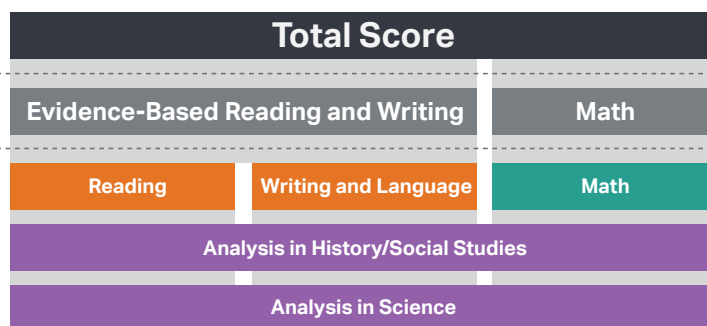 Total Score
Evidence-Based Reading and Writing
Math
Reading
Writing and Language
Math
Analysis in History/Social Studies
Analysis in Science